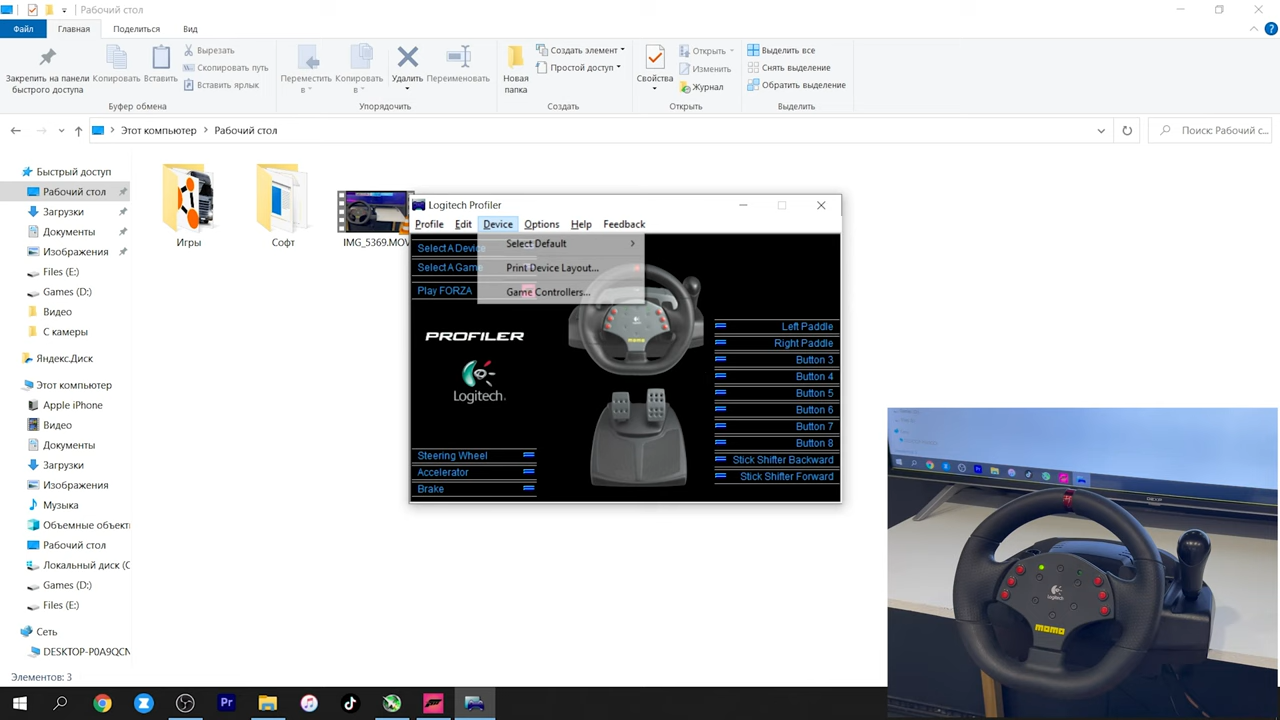 Рабочий стол
Файл
Главная
Поделиться
Вид
Закрепить на панели
быстрого доступа
Копировать
Вставить
Вырезать
Скопировать путь
Вставить ярлык
Переместить
в
Копировать
в
Удалить
Переименовать
Новая
папка
Создать элемент
Простой доступ
Свойства
Открыть
Изменить
Журнал
Выделить все
Снять выделение
Обратить выделение
Буфер обмена
Упорядочить
Создать
Открыть
Выделить
Этот компьютер
Рабочий стол
Поиск: Рабочий с...
Быстрый доступ
Рабочий стол
Загрузки
Документы
Изображения
Files (E:)
Games (D:)
Видео
С камеры
Яндекс.Диск
Этот компьютер
Apple iPhone
Видео
Документы
Загрузки
Изображения
Музыка
Объемные объект
Рабочий стол
Локальный диск (C
Games (D:)
Files (E:)
Сеть
DESKTOP-P0A9QCN
Элементов: 3
Игры
Софт
IMG_5369.MOV
Logitech Profiler
Profile
Edit
Device
Options
Help
Feedback
Select Default
Print Device Layout...
Game Controllers...
Select A Device
Select A Game
Play FORZA
PROFILER
Logitech
Steering Wheel
Accelerator
Brake
Left Paddle
Right Paddle
Button 3
Button 4
Button 5
Button 6
Button 7
Button 8
Stick Shifter Backward
Stick Shifter Forward
momo
Pr
Logitech
momo